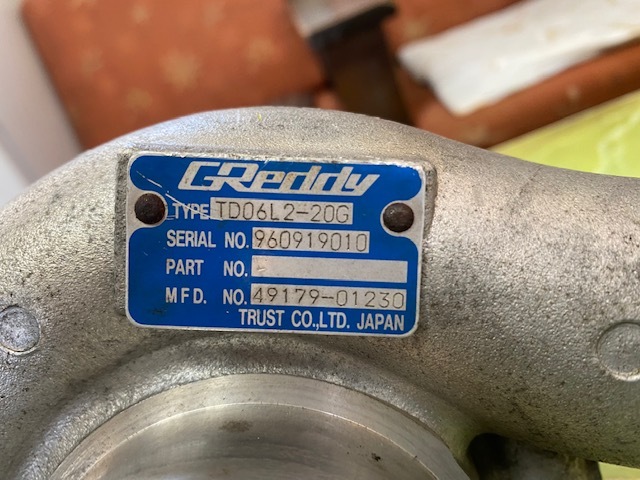 GReddy
TYPE TD06L2-20G
SERIAL NO. 960919010
PART NO.
MFD. NO. 49179-01230
TRUST CO.,LTD. JAPAN